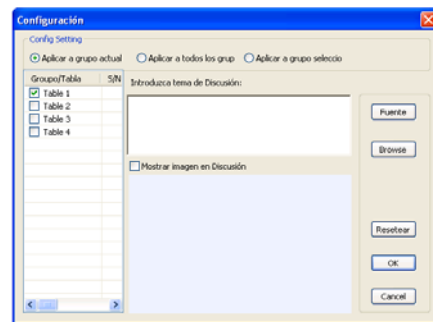 Configuración
Config Setting
Aplicar a grupo actual Aplicar a todos los grup Aplicar a grupo seleccio
Groupo/Tabla S/N
Introduzca tema de Discusión:
Table 1
Table 2
Table 3
Table 4
Fuente
Browse
Mostrar imagen en Discusión
Resetear
OK
Cancel